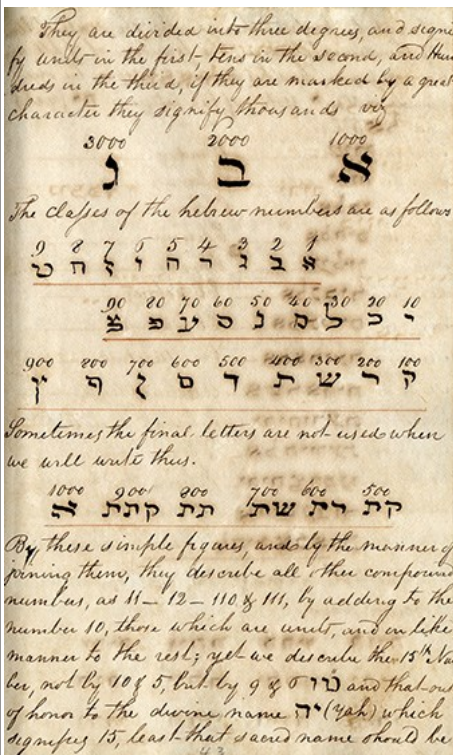 They are divided into three degrees, and signi
fy units in the first, tens in the second, and Hun
dreds in the third, if they are marked by a great
character they signify thousands viz
3000 2000 1000
א ב ג
The classes of the hebrew numbers are as follows
9 8 7 6 5 4 3 2 1
א ב ג ד ה ו ז ח ט
90 80 70 60 50 40 30 20 10
י כ ל מ נ ס ע פ צ
900 800 700 600 500 400 300 200 100
ק ר ש ת ך ם ן ף ץ
Sometimes the final letters are not used when
we will write thus.
1000 900 800 700 600 500
קת רת שת תת קתת א
By these simple figures, and by the manner of
joining them, they describe all other compound
numbus, as 11 – 12 – 110 & 111, by adding to the
number 10, those which are unit, and in like
manner to the rest; yet we describe the 15th Nu
ber, not by 10 & 5, but by 9 & 6 טו and that out
of honor to the divine name יה (Yah) which
signifies 15, least that sacred name should be
43